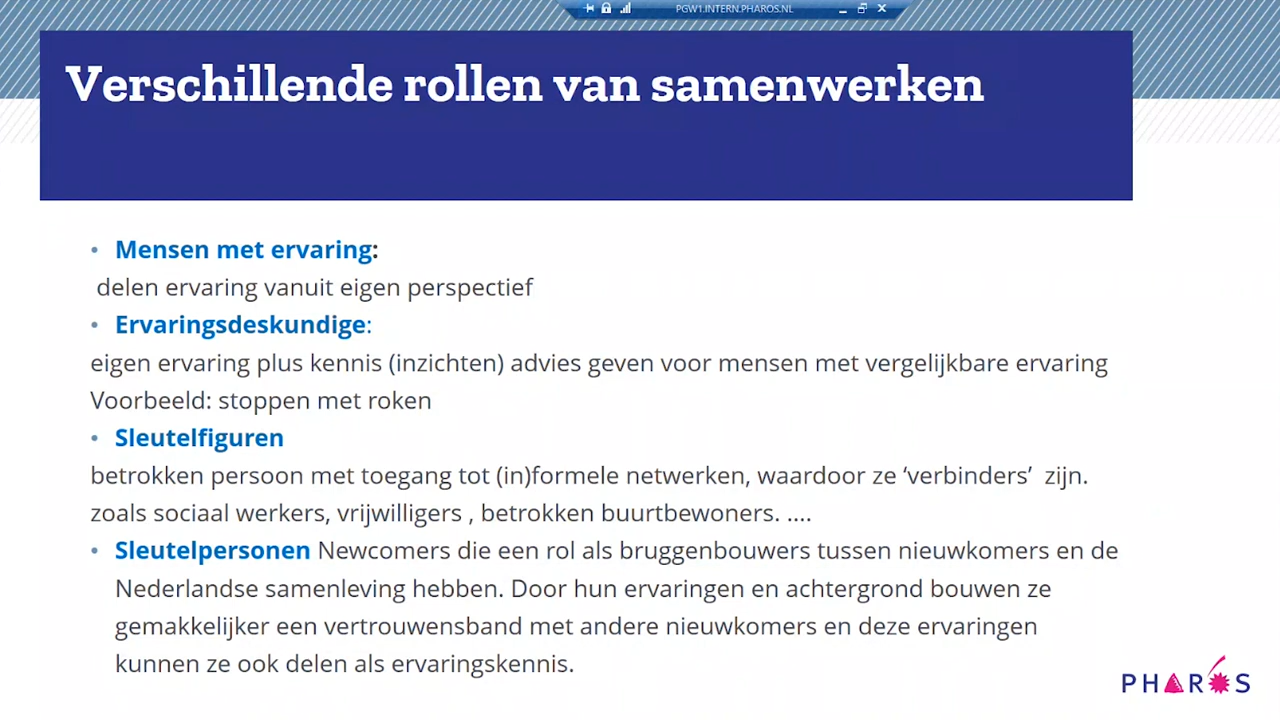 PGW1.INTERN.PHAROS.NL
Verschillende rollen van samenwerken
• Mensen met ervaring:
delen ervaring vanuit eigen perspectief
• Ervaringsdeskundige:
eigen ervaring plus kennis (inzichten) advies geven voor mensen met vergelijkbare ervaring
Voorbeeld: stoppen met roken
• Sleutelfiguren
betrokken persoon met toegang tot (in)formele netwerken, waardoor ze ‘verbinders’ zijn.
zoals sociaal werkers, vrijwilligers , betrokken buurtbewoners. ....
• Sleutelpersonen Newcomers die een rol als bruggenbouwers tussen nieuwkomers en de
Nederlandse samenleving hebben. Door hun ervaringen en achtergrond bouwen ze
gemakkelijker een vertrouwensband met andere nieuwkomers en deze ervaringen
kunnen ze ook delen als ervaringskennis.
PHAROS